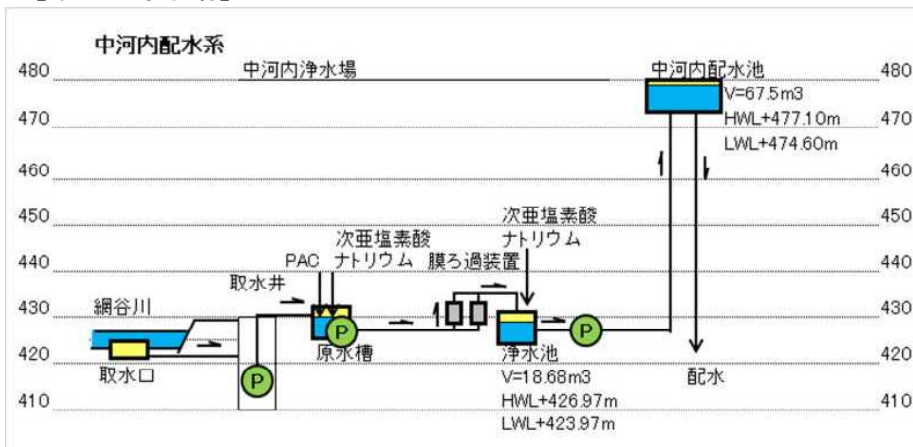 中河内配水系
480
中河内浄水場
中河内配水池
480
V=67.5m3
470
HWL+477.10m
470
LWL+474.60m
460
460
450
次亜塩素酸
450
次亜塩素酸
ナトリウム
440
PAC
ナトリウム
膜ろ過装置
440
取水井
430
網谷川
430
P
P
原水槽
420
浄水池
420
取水口
P
V=18.68m3
配水
HWL+426.97m
410
LWL+423.97m
410